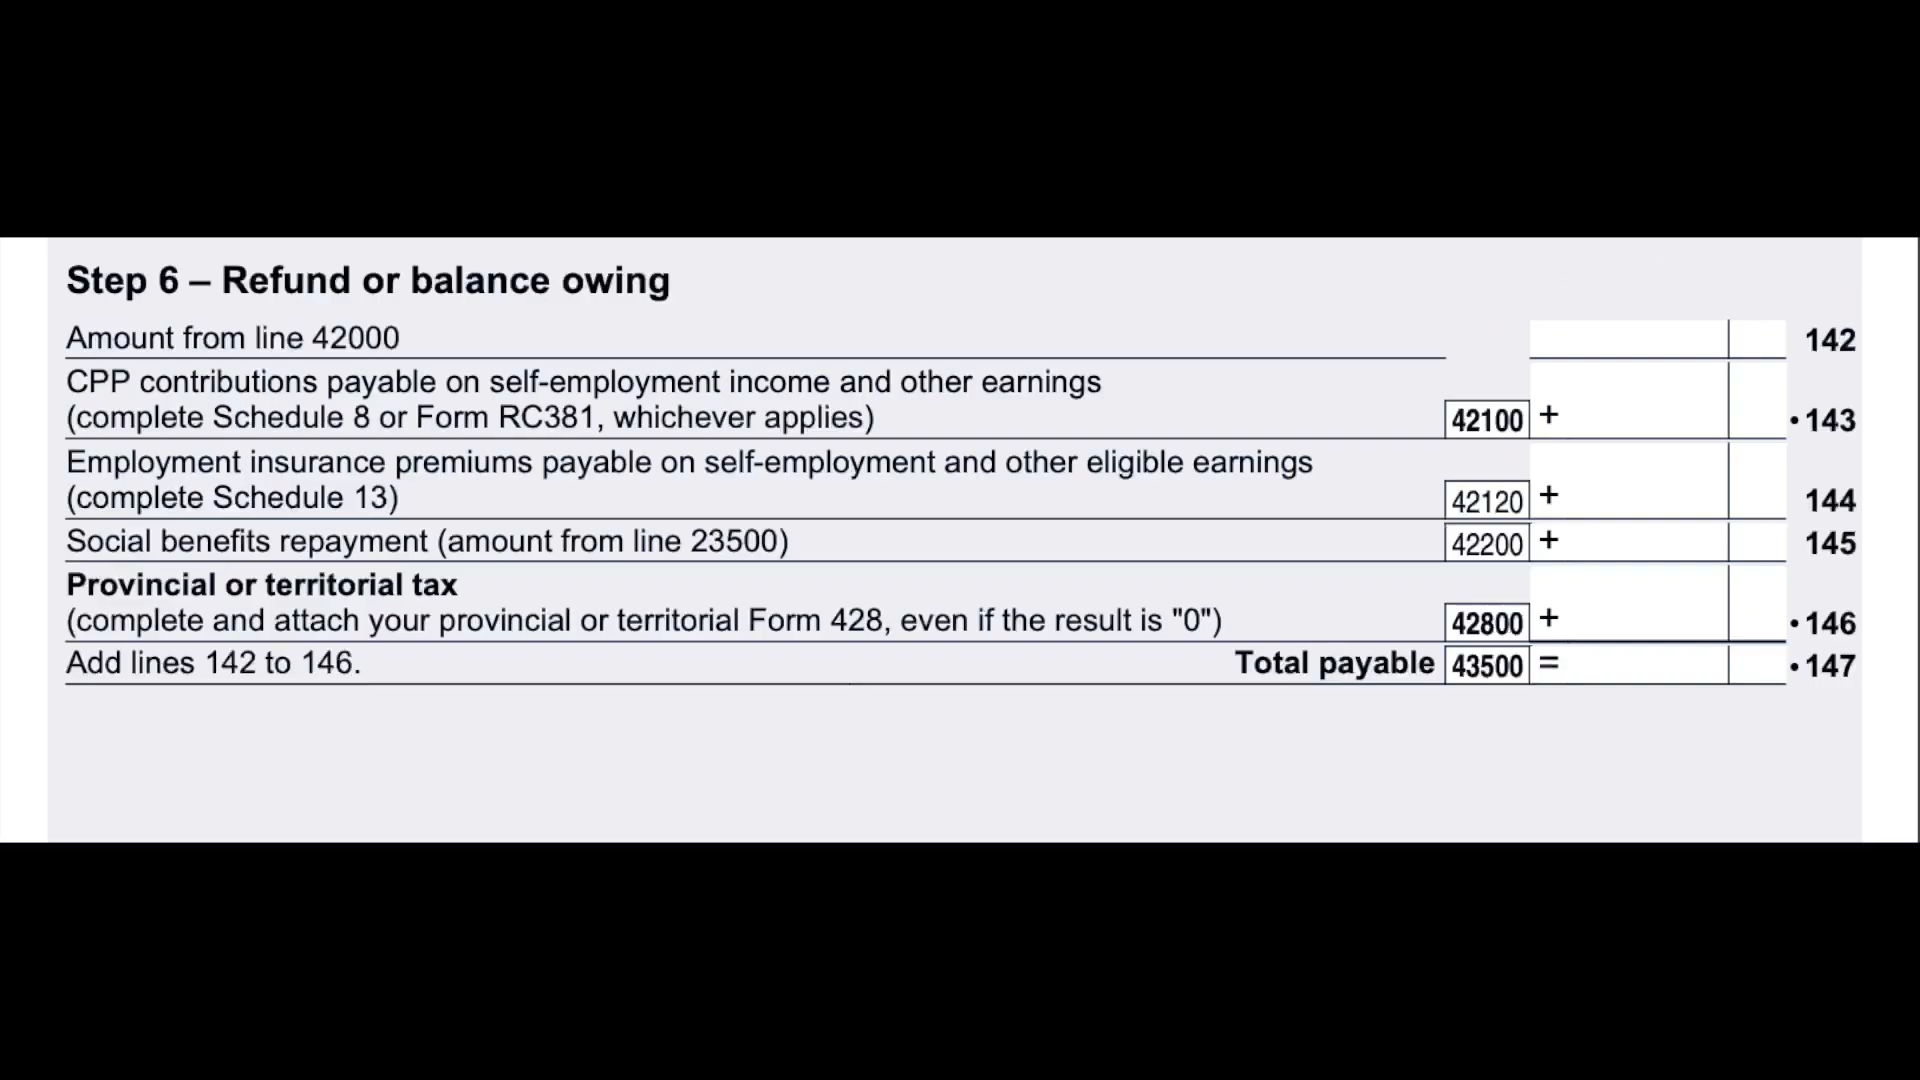 Step 6 – Refund or balance owing
Amount from line 42000 142
CPP contributions payable on self-employment income and other earnings
(complete Schedule 8 or Form RC381, whichever applies) 42100 + •143
Employment insurance premiums payable on self-employment and other eligible earnings
(complete Schedule 13) 42120 + 144
Social benefits repayment (amount from line 23500) 42200 + 145
Provincial or territorial tax
(complete and attach your provincial or territorial Form 428, even if the result is "0") 42800 + •146
Add lines 142 to 146. Total payable 43500 = •147